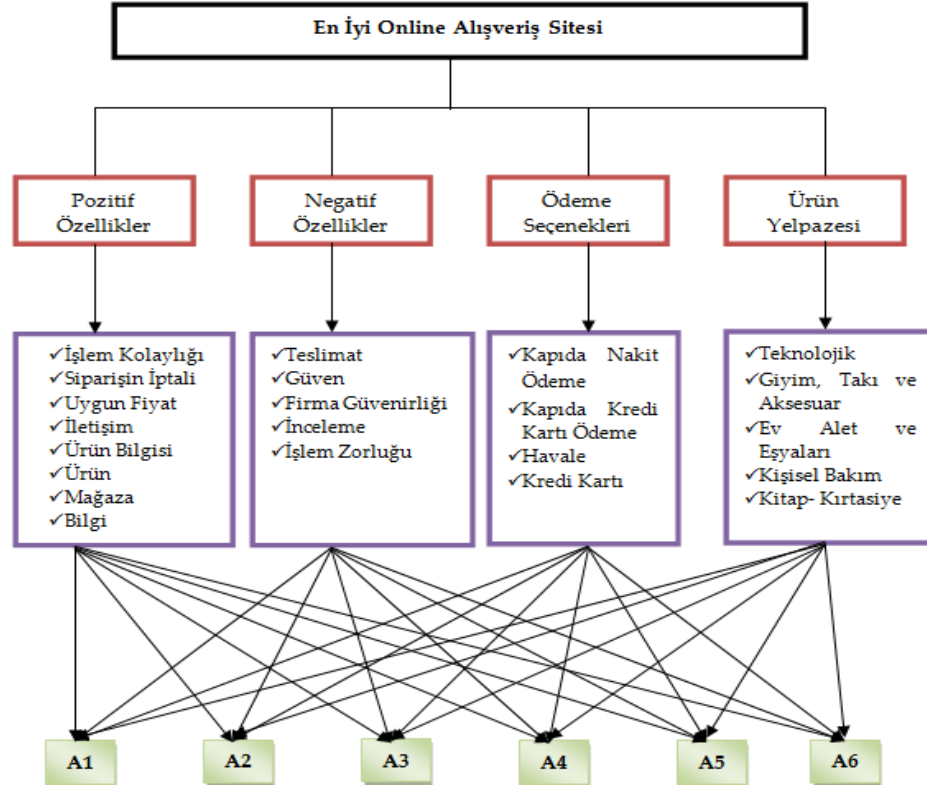 En İyi Online Alışveriş Sitesi
Pozitif
Özellikler
Negatif
Özellikler
Ödeme
Seçenekleri
Ürün
Yelpazesi
✓İşlem Kolaylığı
✓Siparişin İptali
✓Uygun Fiyat
✓İletişim
✓Ürün Bilgisi
✓Ürün
✓Mağaza
✓Bilgi
✓Teslimat
✓Güven
✓Firma Güvenirliği
✓İnceleme
✓İşlem Zorluğu
✓Kapıda Nakit
Ödeme
✓Kapıda Kredi
Kartı Ödeme
✓Havale
✓Kredi Kartı
✓Teknolojik
✓Giyim, Takı ve
Aksesuar
✓Ev Alet ve
Eşyaları
✓Kişisel Bakım
✓Kitap- Kırtasiye
A1
A2
A3
A4
A5
A6